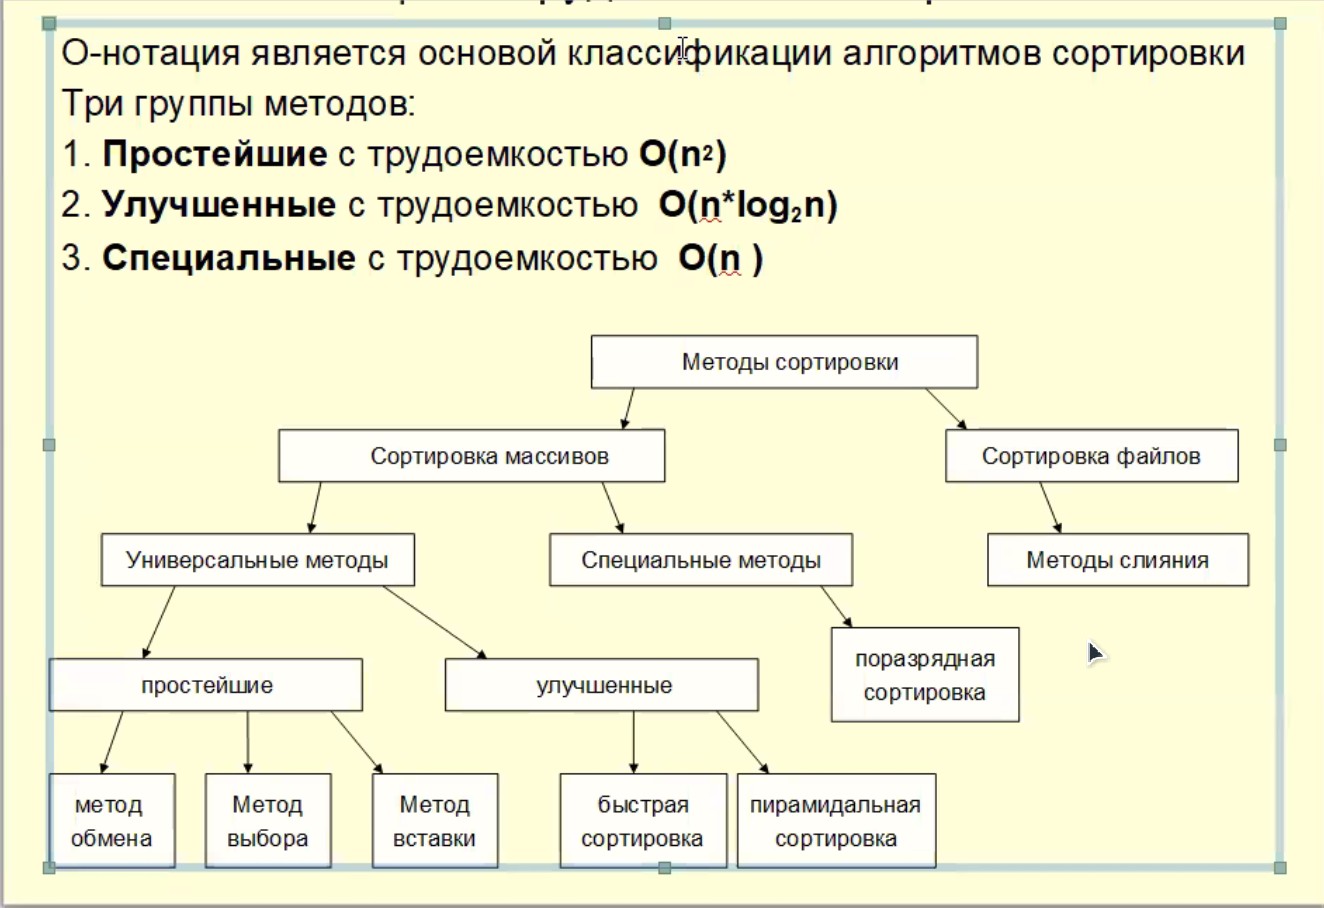 О-нотация является основой классификации алгоритмов сортировки
Три группы методов:
1. Простейшие с трудоемкостью O(n²)
2. Улучшенные с трудоемкостью O(n*log₂n)
3. Специальные с трудоемкостью O(n )
Методы сортировки
Сортировка массивов
Сортировка файлов
Универсальные методы
Специальные методы
Методы слияния
поразрядная
сортировка
простейшие
улучшенные
метод
обмена
Метод
выбора
Метод
вставки
быстрая
сортировка
пирамидальная
сортировка